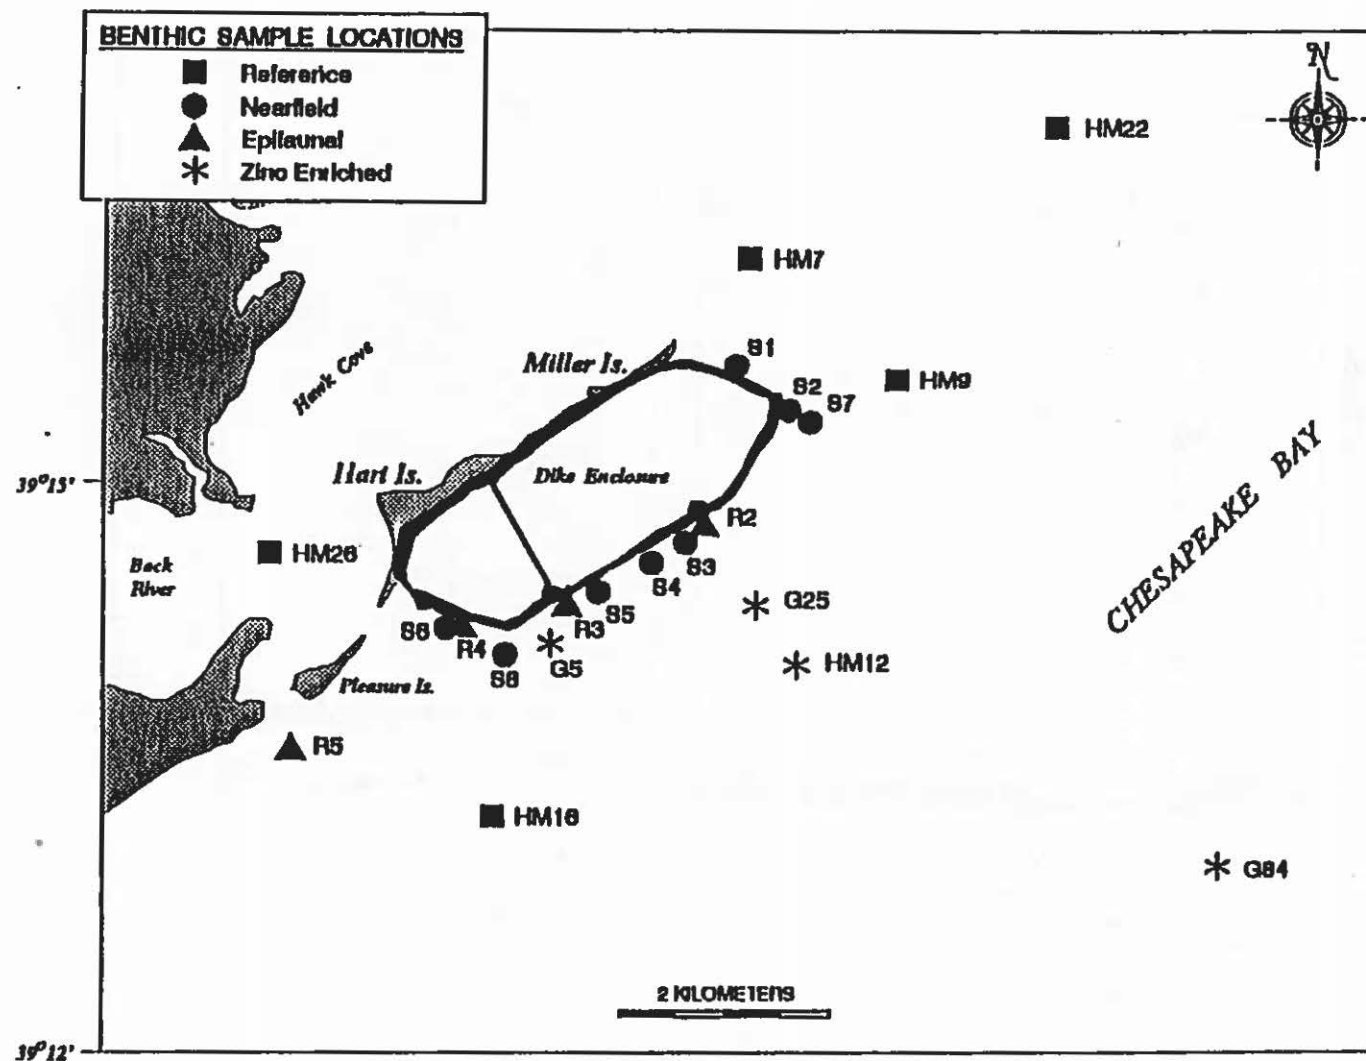 BENTHIC SAMPLE LOCATIONS
Reference
Nearfield
Epifaunal
Zinc Enriched
N
HM22
HM7
Miller Is.
S1
Hawk Cove
S2
HM9
S7
CHESAPEAKE BAY
Hart Is.
Dike Enclosure
39°15'
R2
HM26
S3
Back
River
S4
S5
G25
R3
S6
R4
G5
HM12
S8
Pleasure Is.
R5
HM16
G84
2 KILOMETERS
39°12'